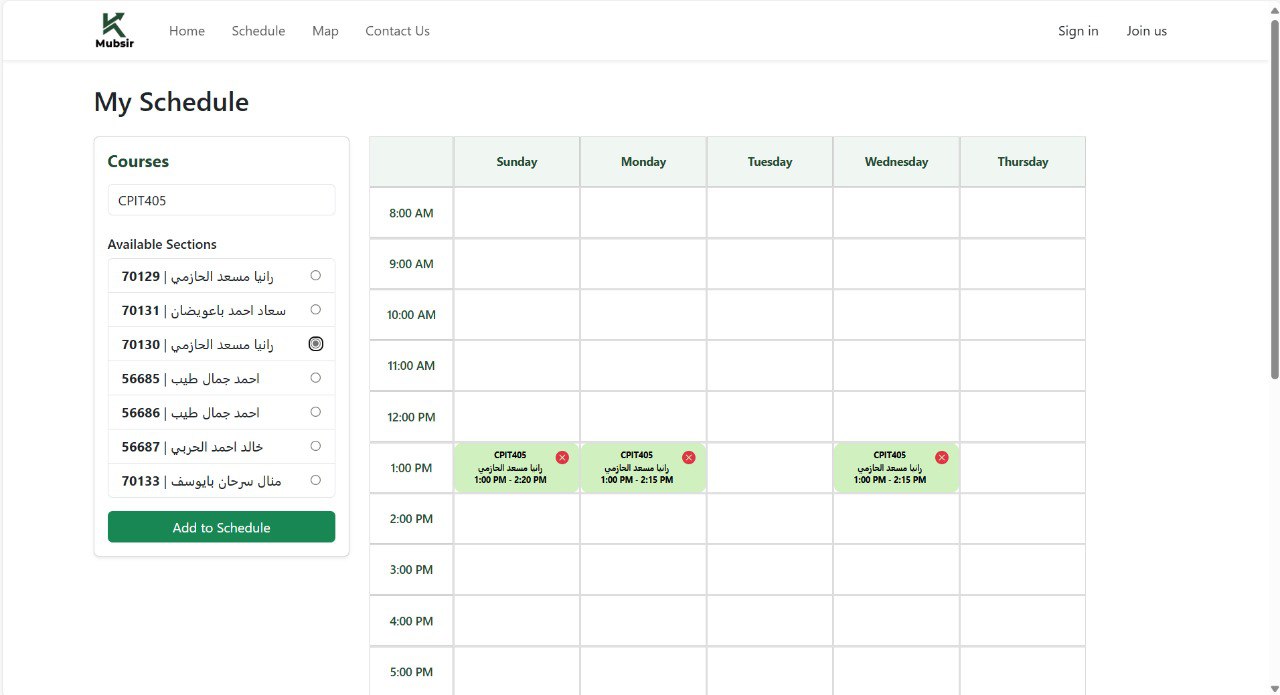 Mubsir
Home Schedule Map Contact Us Sign in Join us
My Schedule
Courses
CPIT405
Available Sections
70129 | رانيا مسعد الحازمي
70131 | سعاد احمد باعويضان
70130 | رانيا مسعد الحازمي
56685 | احمد جمال طيب
56686 | احمد جمال طيب
56687 | خالد احمد الحربي
70133 | منال سرحان بايوسف
Add to Schedule
Sunday Monday Tuesday Wednesday Thursday
8:00 AM
9:00 AM
10:00 AM
11:00 AM
12:00 PM
1:00 PM
CPIT405
رانيا مسعد الحازمي
1:00 PM - 2:20 PM
CPIT405
رانيا مسعد الحازمي
1:00 PM - 2:15 PM
CPIT405
رانيا مسعد الحازمي
1:00 PM - 2:15 PM
2:00 PM
3:00 PM
4:00 PM
5:00 PM